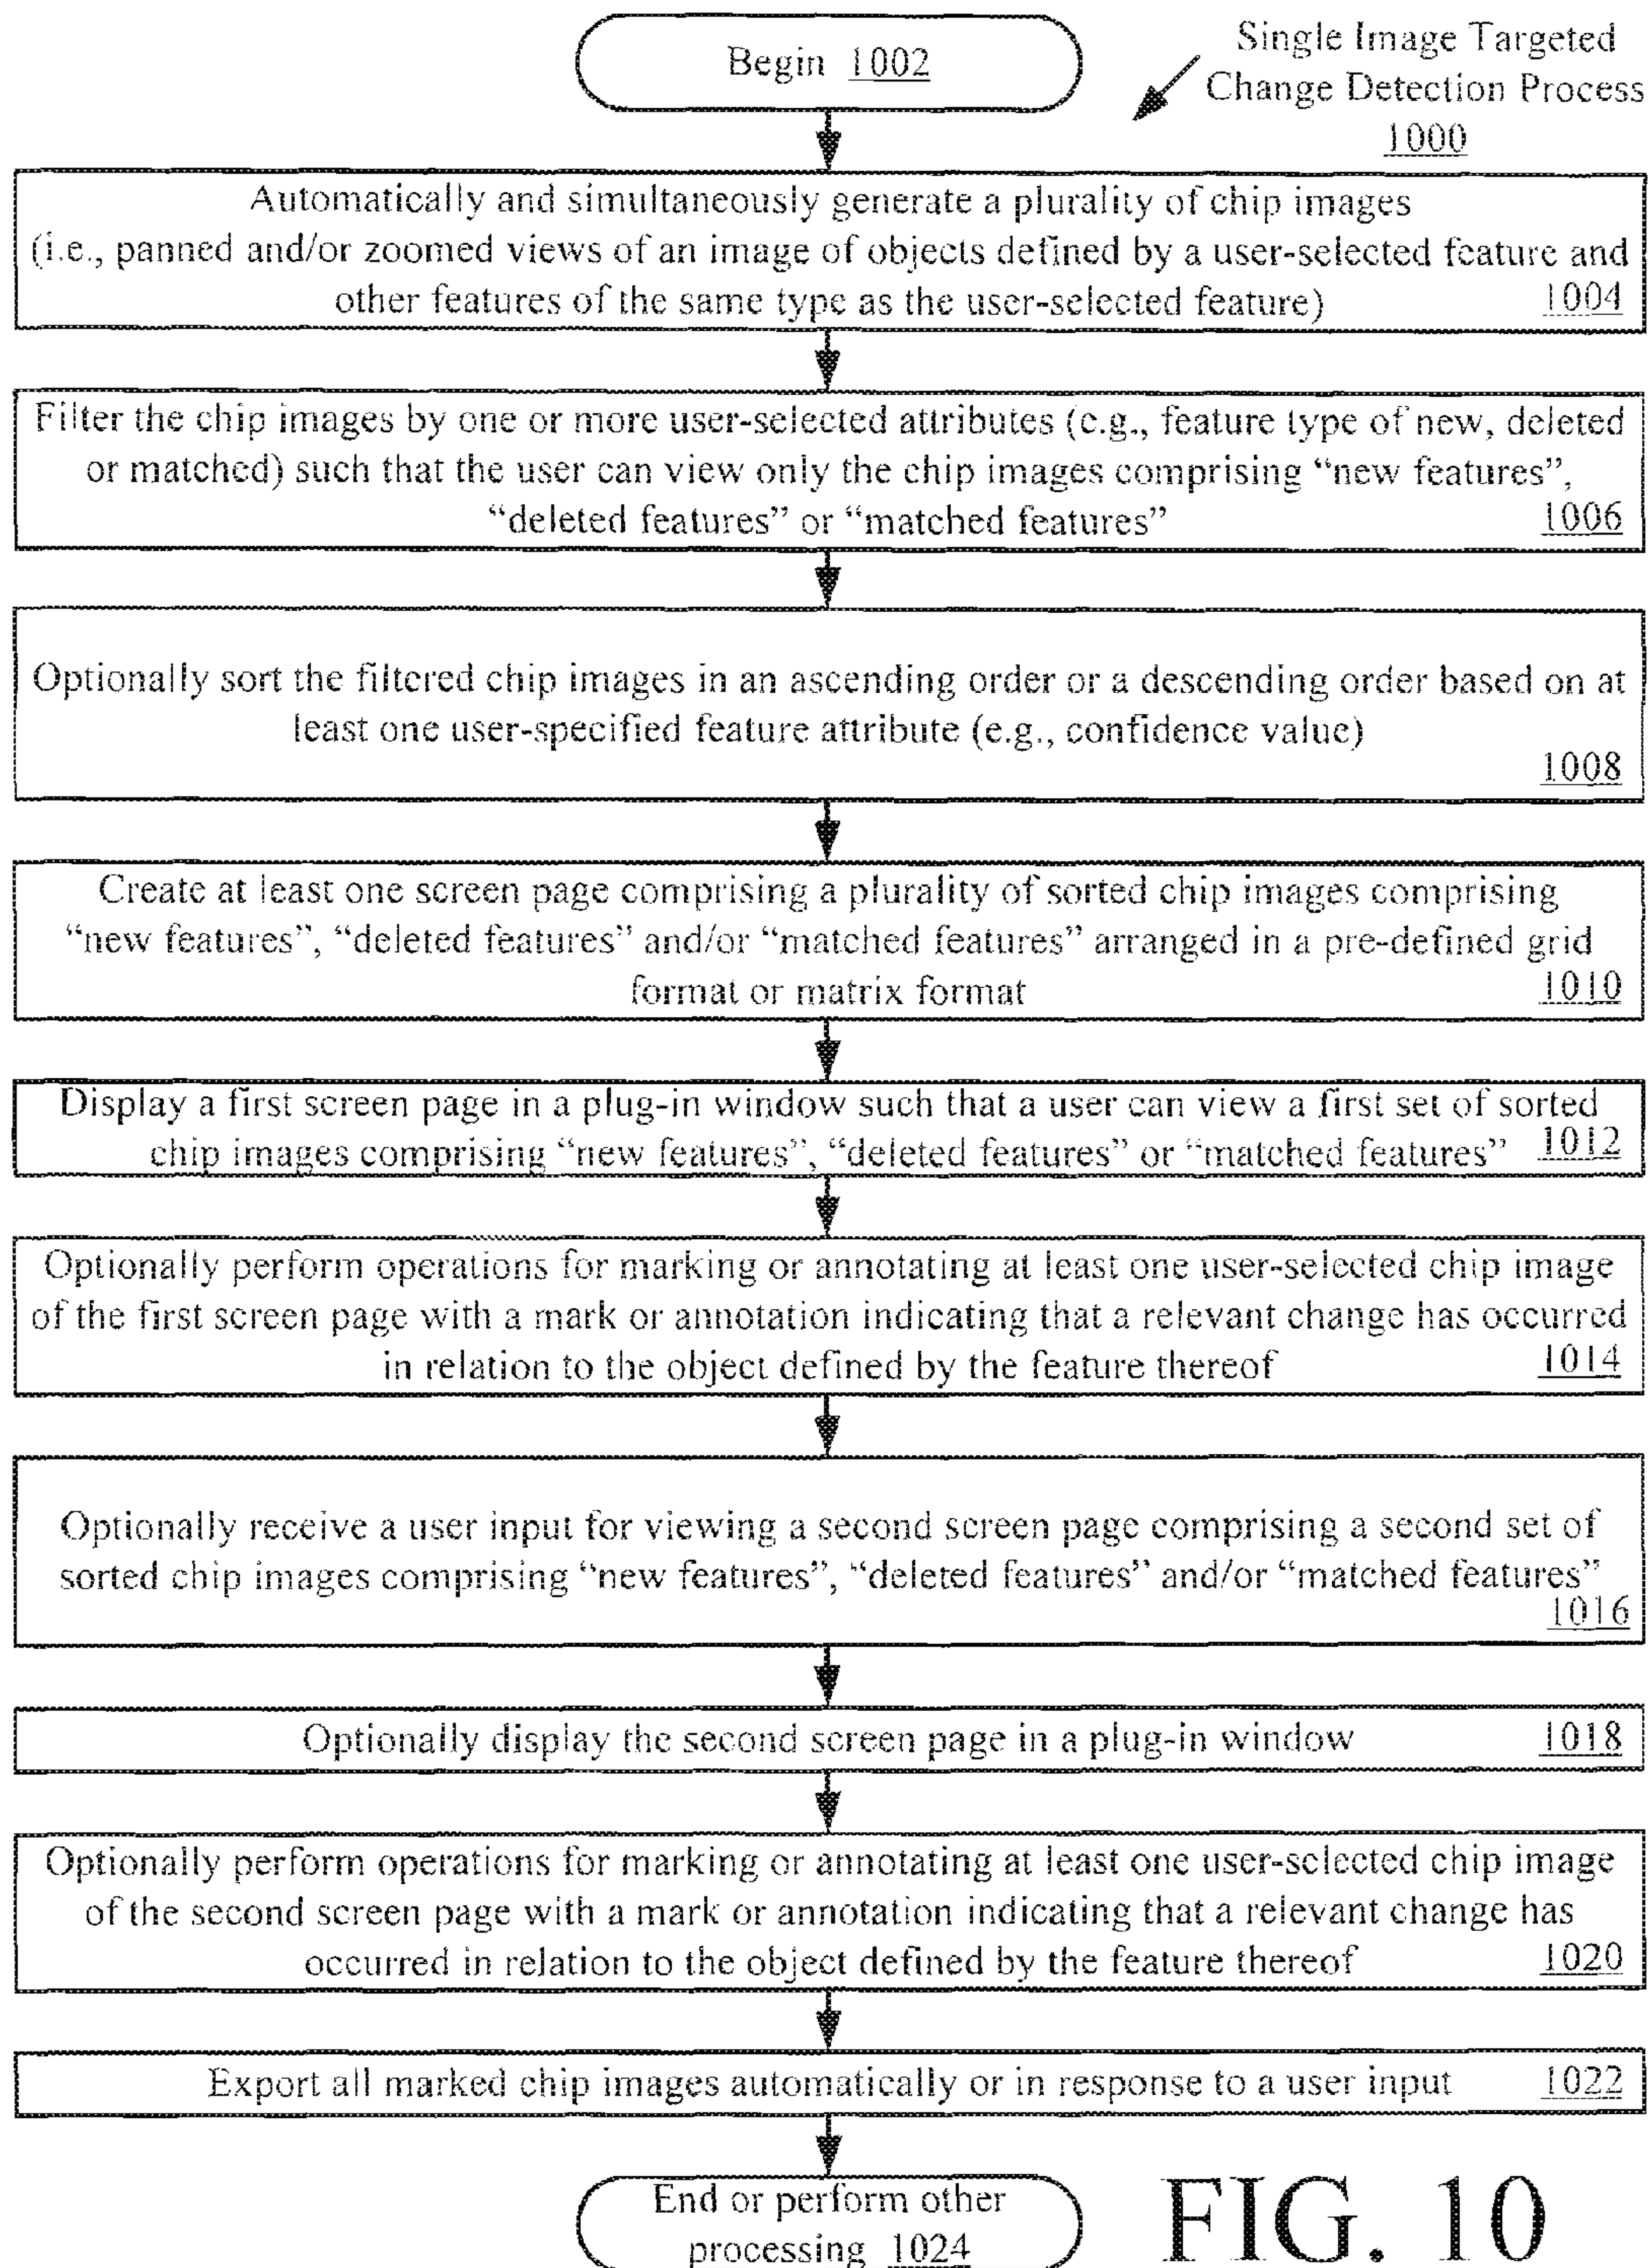 Begin 1002
Single Image Targeted
Change Detection Process
1000
Automatically and simultaneously generate a plurality of chip images
(i.e., panned and/or zoomed views of an image of objects defined by a user-selected feature and
other features of the same type as the user-selected feature) 1004
Filter the chip images by one or more user-selected attributes (e.g., feature type of new, deleted
or matched) such that the user can view only the chip images comprising “new features”,
“deleted features” or “matched features” 1006
Optionally sort the filtered chip images in an ascending order or a descending order based on at
least one user-specified feature attribute (e.g., confidence value)
1008
Create at least one screen page comprising a plurality of sorted chip images comprising
“new features”, “deleted features” and/or “matched features” arranged in a pre-defined grid
format or matrix format 1010
Display a first screen page in a plug-in window such that a user can view a first set of sorted
chip images comprising “new features”, “deleted features” or “matched features” 1012
Optionally perform operations for marking or annotating at least one user-selected chip image
of the first screen page with a mark or annotation indicating that a relevant change has occurred
in relation to the object defined by the feature thereof 1014
Optionally receive a user input for viewing a second screen page comprising a second set of
sorted chip images comprising “new features”, “deleted features” and/or “matched features”
1016
Optionally display the second screen page in a plug-in window 1018
Optionally perform operations for marking or annotating at least one user-selected chip image
of the second screen page with a mark or annotation indicating that a relevant change has
occurred in relation to the object defined by the feature thereof 1020
Export all marked chip images automatically or in response to a user input 1022
End or perform other
processing 1024
FIG. 10